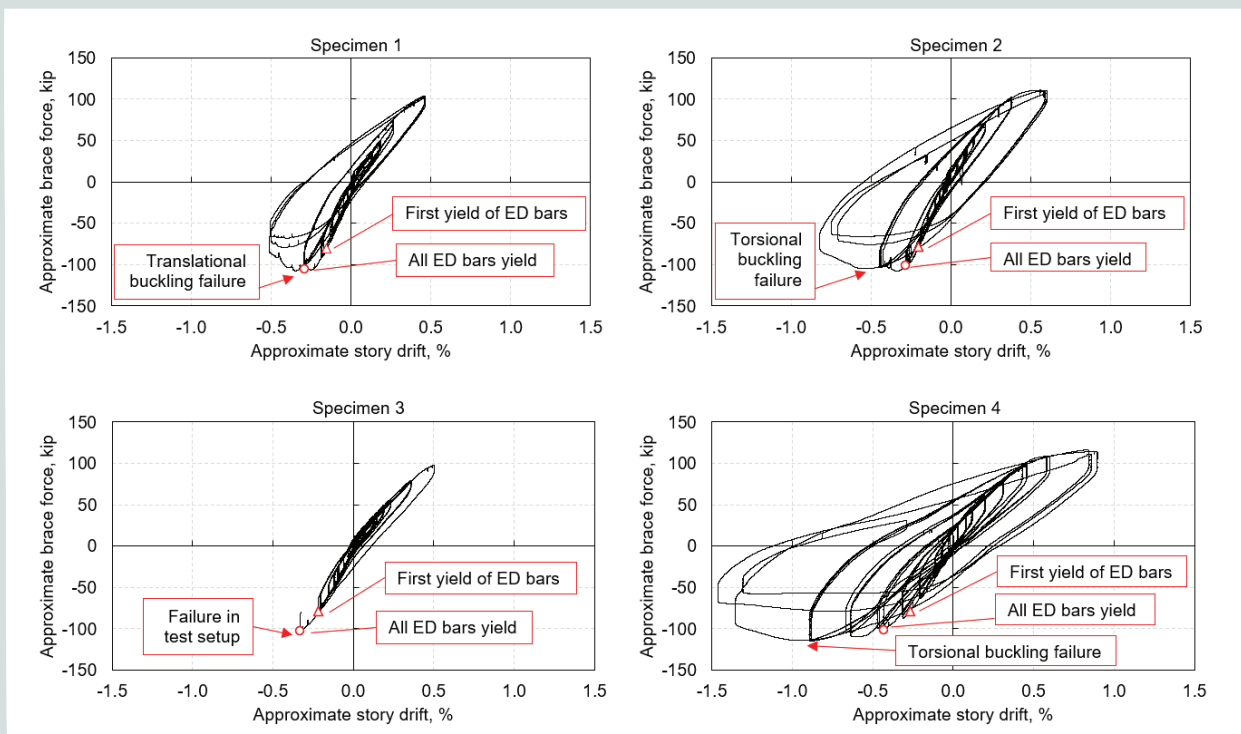 Specimen 1
Approximate brace force, kip
150
100
50
0
-50
-100
-150
First yield of ED bars
All ED bars yield
Translational
buckling failure
-1.5 -1.0 -0.5 0.0 0.5 1.0 1.5
Approximate story drift, %
Specimen 2
Approximate brace force, kip
150
100
50
0
-50
-100
-150
First yield of ED bars
All ED bars yield
Torsional
buckling
failure
-1.5 -1.0 -0.5 0.0 0.5 1.0 1.5
Approximate story drift, %
Specimen 3
Approximate brace force, kip
150
100
50
0
-50
-100
-150
First yield of ED bars
All ED bars yield
Failure in
test setup
-1.5 -1.0 -0.5 0.0 0.5 1.0 1.5
Approximate story drift, %
Specimen 4
Approximate brace force, kip
150
100
50
0
-50
-100
-150
First yield of ED bars
All ED bars yield
Torsional buckling failure
-1.5 -1.0 -0.5 0.0 0.5 1.0 1.5
Approximate story drift, %